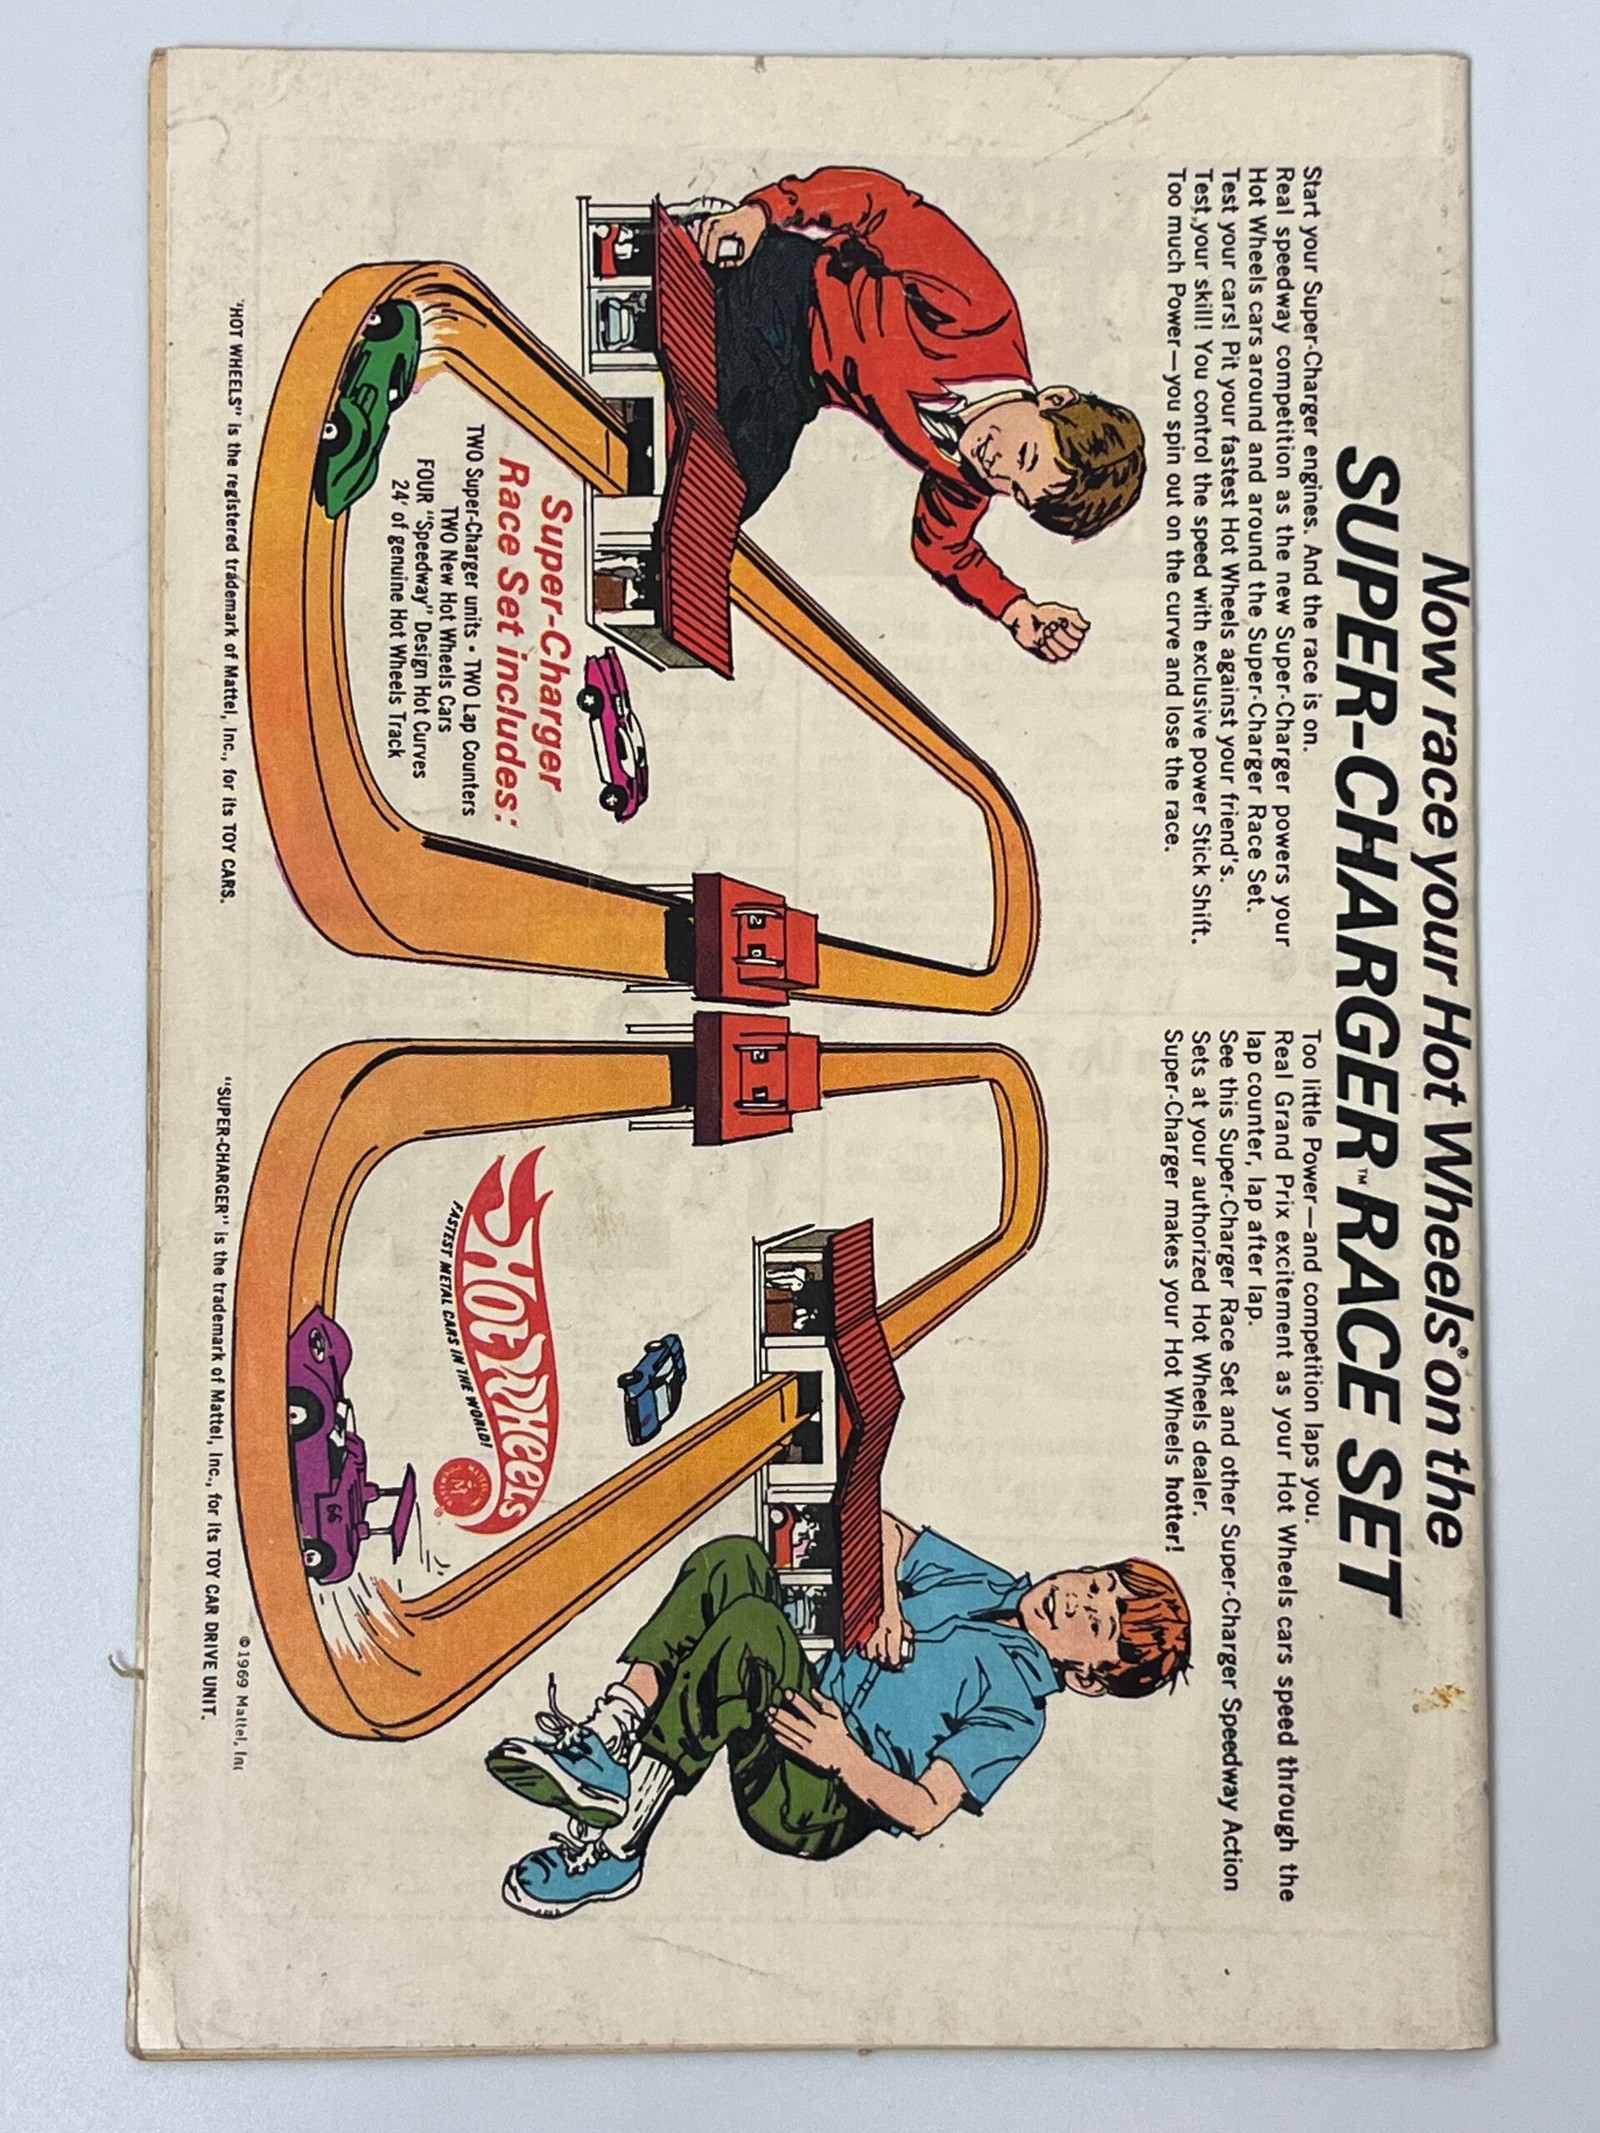 Now race your Hot Wheels® on the
SUPER-CHARGER™ RACE SET
Start your Super-Charger engines. And the race is on.
Real speedway competition as the new Super-Charger powers your
Hot Wheels cars around and around the Super-Charger Race Set.
Test your cars! Pit your fastest Hot Wheels against your friend's.
Test your skill! You control the speed with exclusive power Stick Shift.
Too much Power—you spin out on the curve and lose the race.
Too little Power—and competition laps you.
Real Grand Prix excitement as your Hot Wheels cars speed through the
lap counter, lap after lap.
See this Super-Charger Race Set and other Super-Charger Speedway Action
Sets at your authorized Hot Wheels dealer.
Super-Charger makes your Hot Wheels hotter!
2 0
2 1
Super-Charger
Race Set includes:
TWO Super-Charger units • TWO Lap Counters
TWO New Hot Wheels Cars
FOUR "Speedway" Design Hot Curves
24' of genuine Hot Wheels Track
HOT WHEELS
FASTEST METAL CARS IN THE WORLD!
®
66
"HOT WHEELS" is the registered trademark of Mattel, Inc., for its TOY CARS.
"SUPER-CHARGER" is the trademark of Mattel, Inc., for its TOY CAR DRIVE UNIT.
© 1969 Mattel, Inc